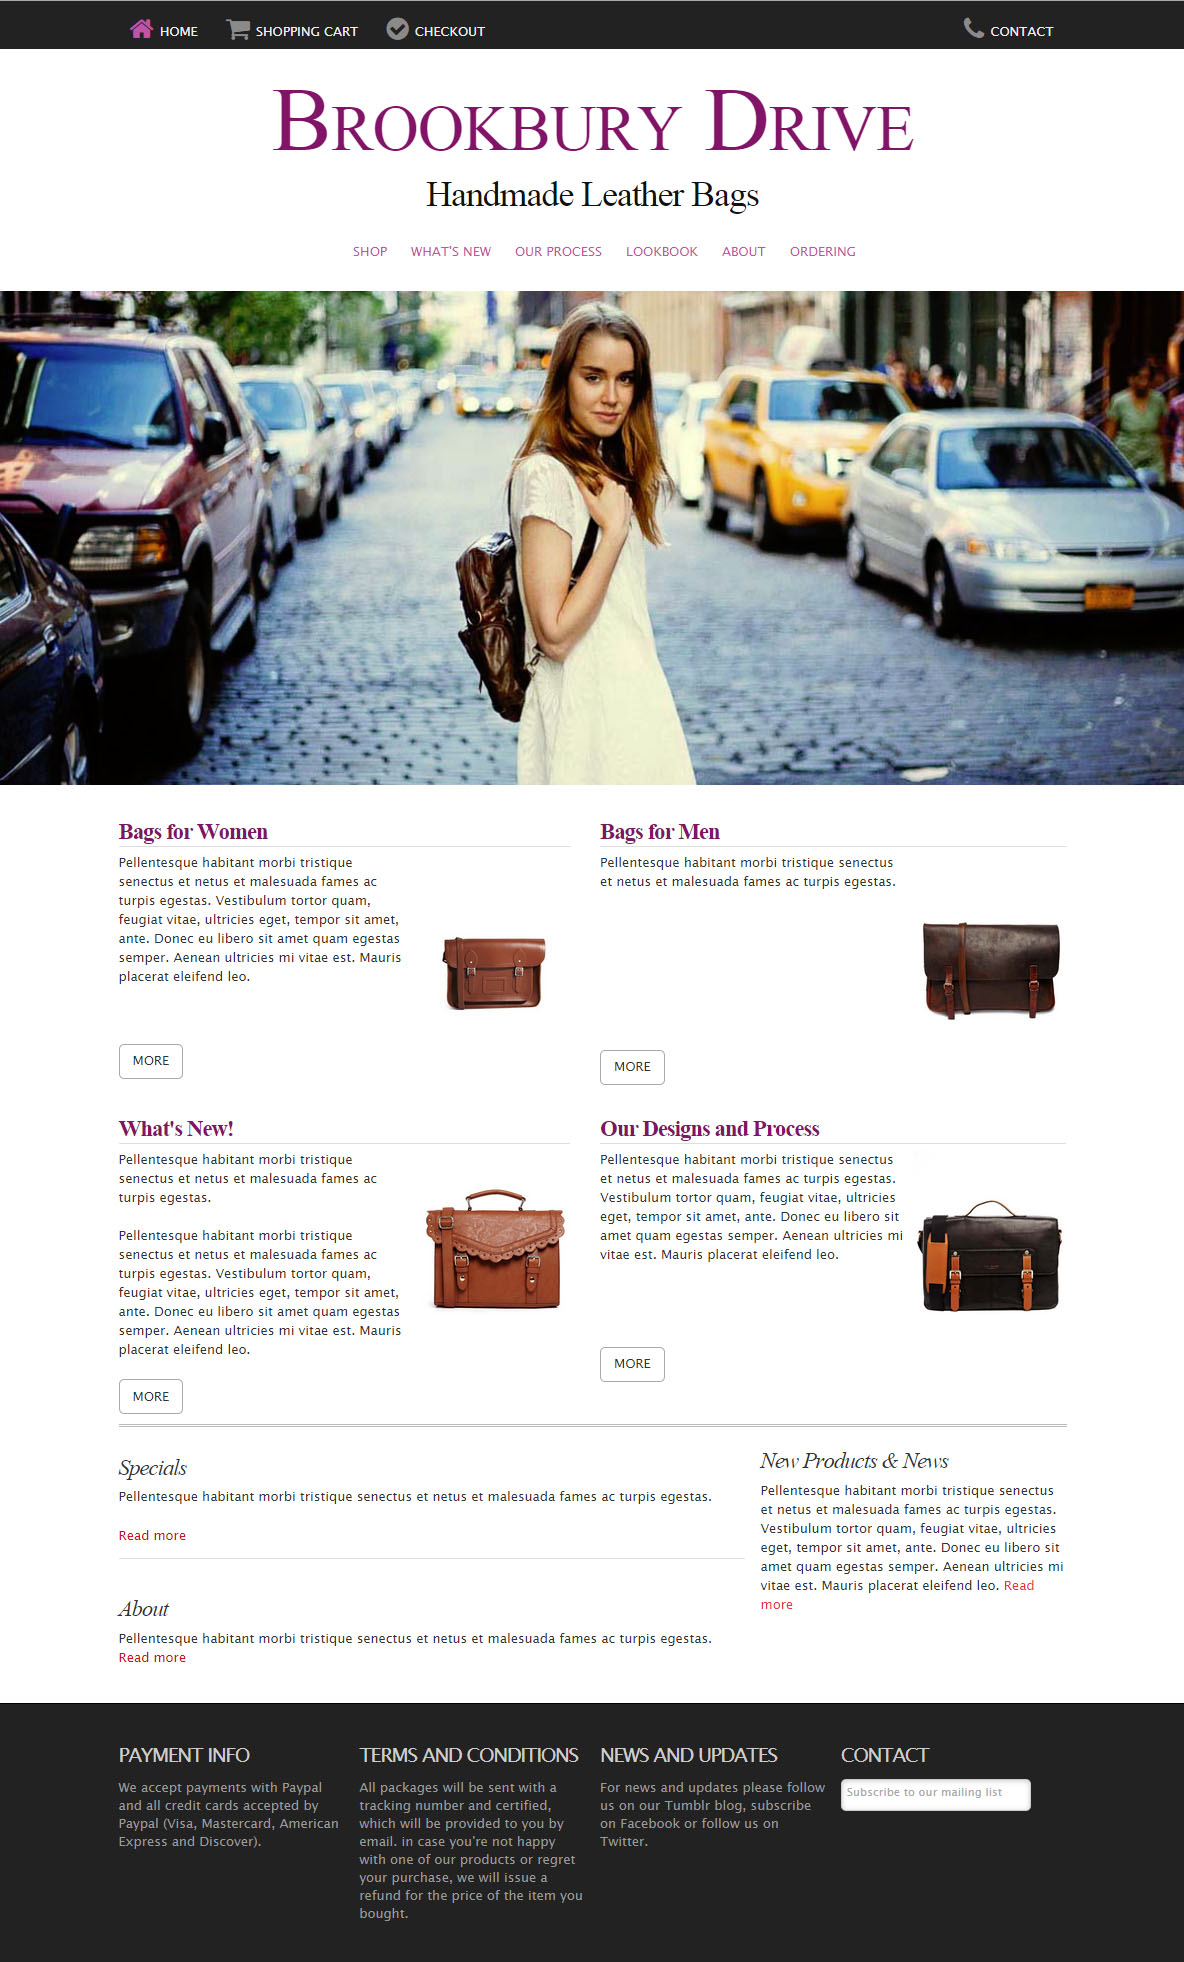 HOME SHOPPING CART CHECKOUT CONTACT
BROOKBURY DRIVE
Handmade Leather Bags
SHOP WHAT'S NEW OUR PROCESS LOOKBOOK ABOUT ORDERING
Bags for Women
Pellentesque habitant morbi tristique
senectus et netus et malesuada fames ac
turpis egestas. Vestibulum tortor quam,
feugiat vitae, ultricies eget, tempor sit amet,
ante. Donec eu libero sit amet quam egestas
semper. Aenean ultricies mi vitae est. Mauris
placerat eleifend leo.
MORE
Bags for Men
Pellentesque habitant morbi tristique senectus
et netus et malesuada fames ac turpis egestas.
MORE
What's New!
Pellentesque habitant morbi tristique
senectus et netus et malesuada fames ac
turpis egestas.
Pellentesque habitant morbi tristique
senectus et netus et malesuada fames ac
turpis egestas. Vestibulum tortor quam,
feugiat vitae, ultricies eget, tempor sit amet,
ante. Donec eu libero sit amet quam egestas
semper. Aenean ultricies mi vitae est. Mauris
placerat eleifend leo.
MORE
Our Designs and Process
Pellentesque habitant morbi tristique senectus
et netus et malesuada fames ac turpis egestas.
Vestibulum tortor quam, feugiat vitae, ultricies
eget, tempor sit amet, ante. Donec eu libero sit
amet quam egestas semper. Aenean ultricies mi
vitae est. Mauris placerat eleifend leo.
MORE
Specials
Pellentesque habitant morbi tristique senectus et netus et malesuada fames ac turpis egestas.
Read more
About
Pellentesque habitant morbi tristique senectus et netus et malesuada fames ac turpis egestas.
Read more
New Products & News
Pellentesque habitant morbi tristique senectus
et netus et malesuada fames ac turpis egestas.
Vestibulum tortor quam, feugiat vitae, ultricies
eget, tempor sit amet, ante. Donec eu libero sit
amet quam egestas semper. Aenean ultricies mi
vitae est. Mauris placerat eleifend leo. Read
more
PAYMENT INFO
We accept payments with Paypal
and all credit cards accepted by
Paypal (Visa, Mastercard, American
Express and Discover).
TERMS AND CONDITIONS
All packages will be sent with a
tracking number and certified,
which will be provided to you by
email. in case you're not happy
with one of our products or regret
your purchase, we will issue a
refund for the price of the item you
bought.
NEWS AND UPDATES
For news and updates please follow
us on our Tumblr blog, subscribe
on Facebook or follow us on
Twitter.
CONTACT
Subscribe to our mailing list